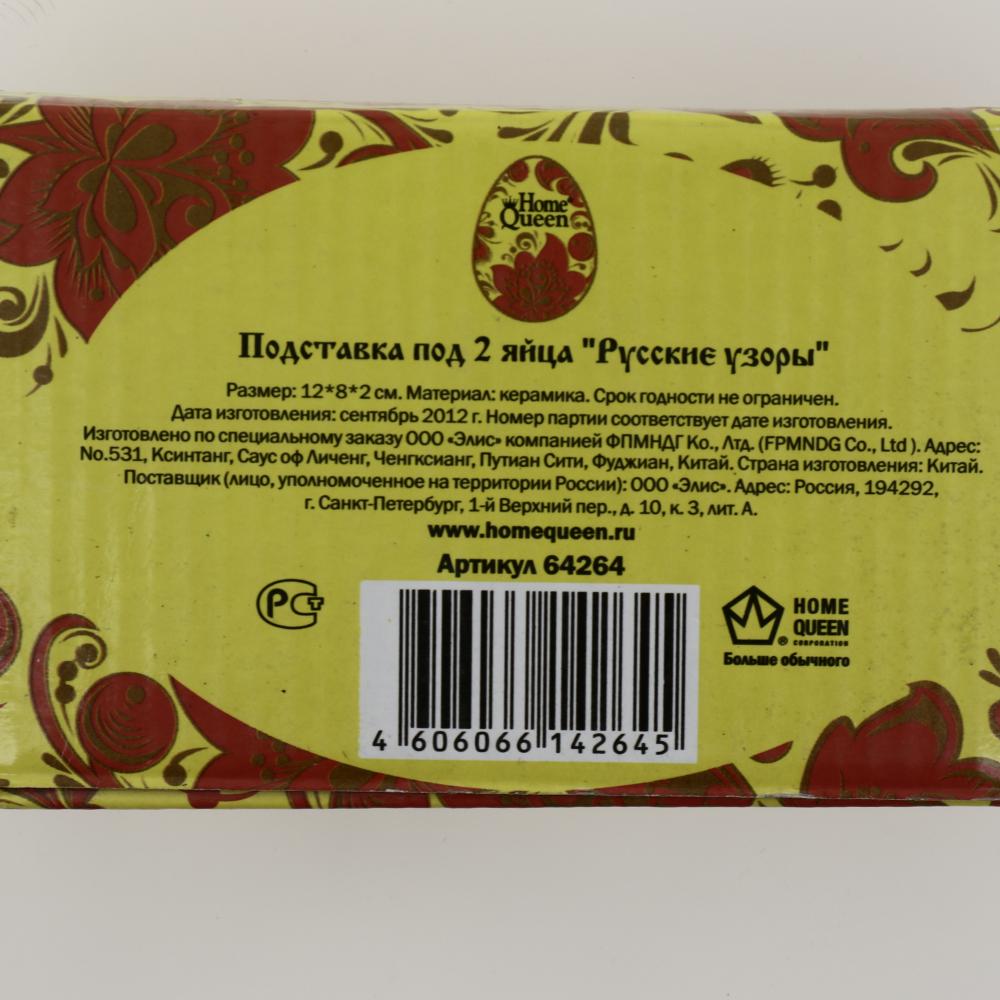 Home
Queen
Подставка под 2 яйца "Русские узоры"
Размер: 12*8*2 см. Материал: керамика. Срок годности не ограничен.
Дата изготовления: сентябрь 2012 г. Номер партии соответствует дате изготовления.
Изготовлено по специальному заказу ООО «Элис» компанией ФПМНДГ Ко., Лтд. (FPMNDG Co., Ltd ). Адрес:
No.531, Ксинтанг, Саус оф Личенг, Ченгксианг, Путиан Сити, Фуджиан, Китай. Страна изготовления: Китай.
Поставщик (лицо, уполномоченное на территории России): ООО «Элис». Адрес: Россия, 194292,
г. Санкт-Петербург, 1-й Верхний пер., д. 10, к. 3, лит. А.
www.homequeen.ru
Артикул 64264
РСТ
HOME
QUEEN
CORPORATION
®
Больше обычного
4 606066 142645